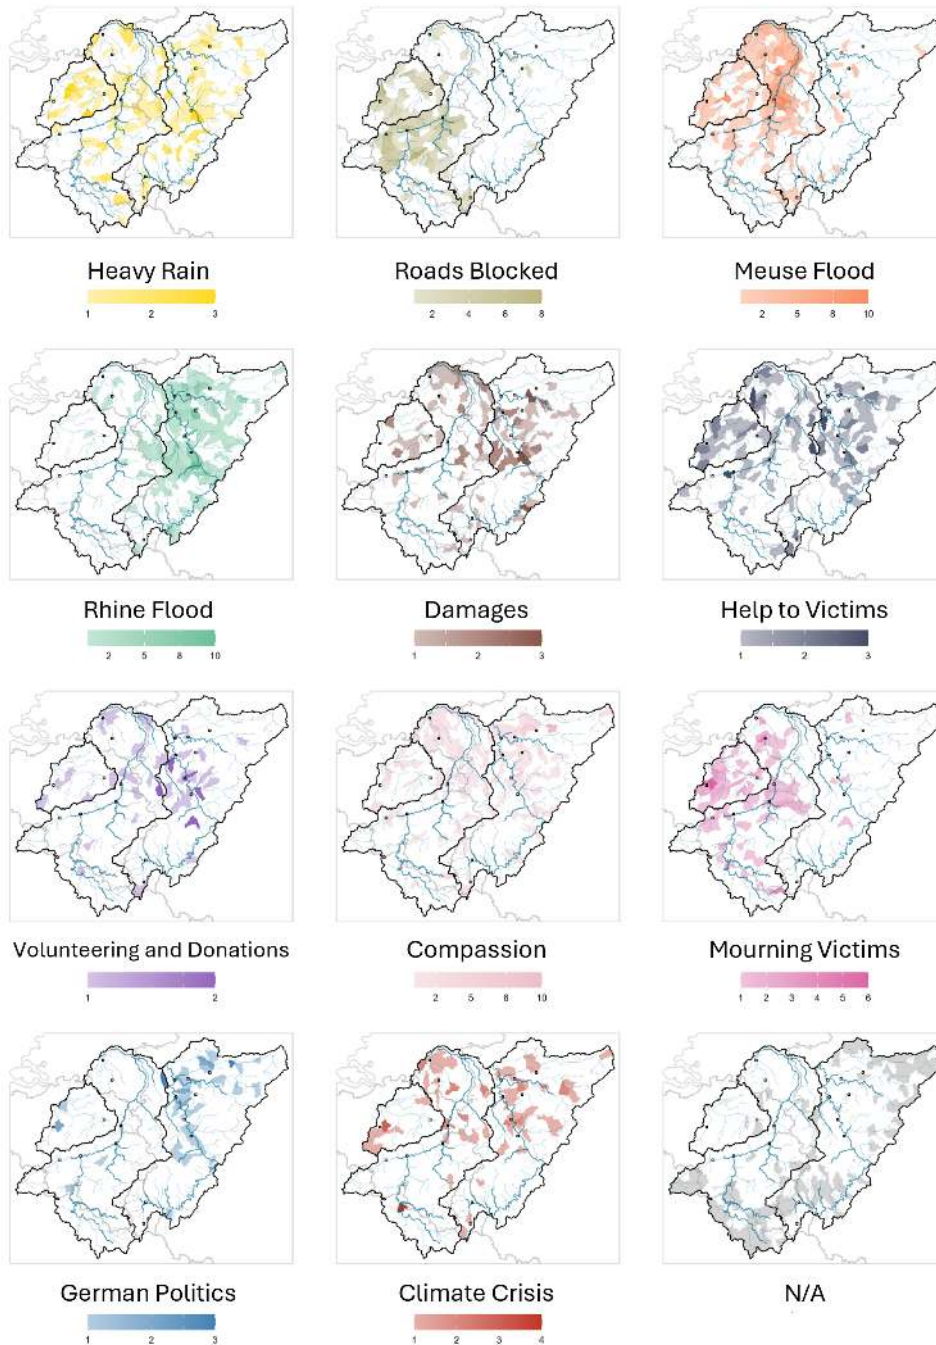 Heavy Rain
1 2 3
Roads Blocked
2 4 6 8
Meuse Flood
2 5 8 10
Rhine Flood
2 5 8 10
Damages
1 2 3
Help to Victims
1 2 3
Volunteering and Donations
1 2
Compassion
2 5 8 10
Mourning Victims
1 2 3 4 5 6
German Politics
1 2 3
Climate Crisis
1 2 3 4
N/A